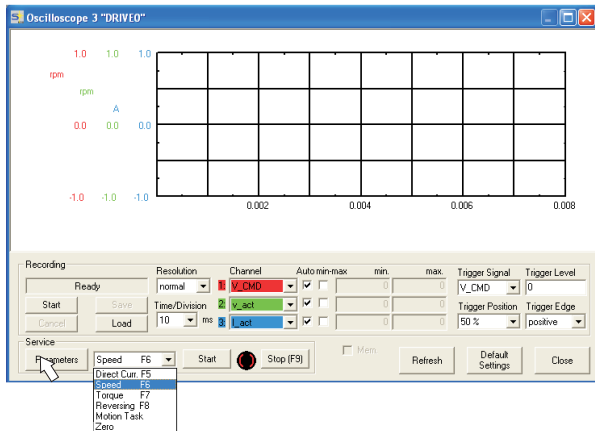 Oscilloscope 3 "DRIVE0"
1.0 1.0 1.0
rpm
rpm
A
0.0 0.0 0.0
-1.0 -1.0 -1.0
0.002 0.004 0.006 0.008
Recording
Resolution Channel Auto min-max min. max. Trigger Signal Trigger Level
Ready normal 1: V_CMD 0 0 V_CMD 0
Start Save Time/Division 2: v_act 0 0 Trigger Position Trigger Edge
Cancel Load 10 ms 3: I_act 0 0 50 % positive
Service
Parameters Speed F6 Start Stop (F9) Mem Refresh Default Settings Close
Direct Curr. F5
Speed F6
Torque F7
Reversing F8
Motion Task
Zero